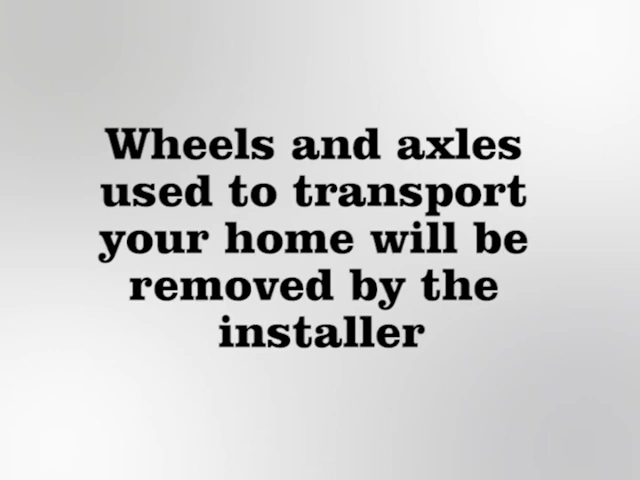 Wheels and axles
used to transport
your home will be
removed by the
installer